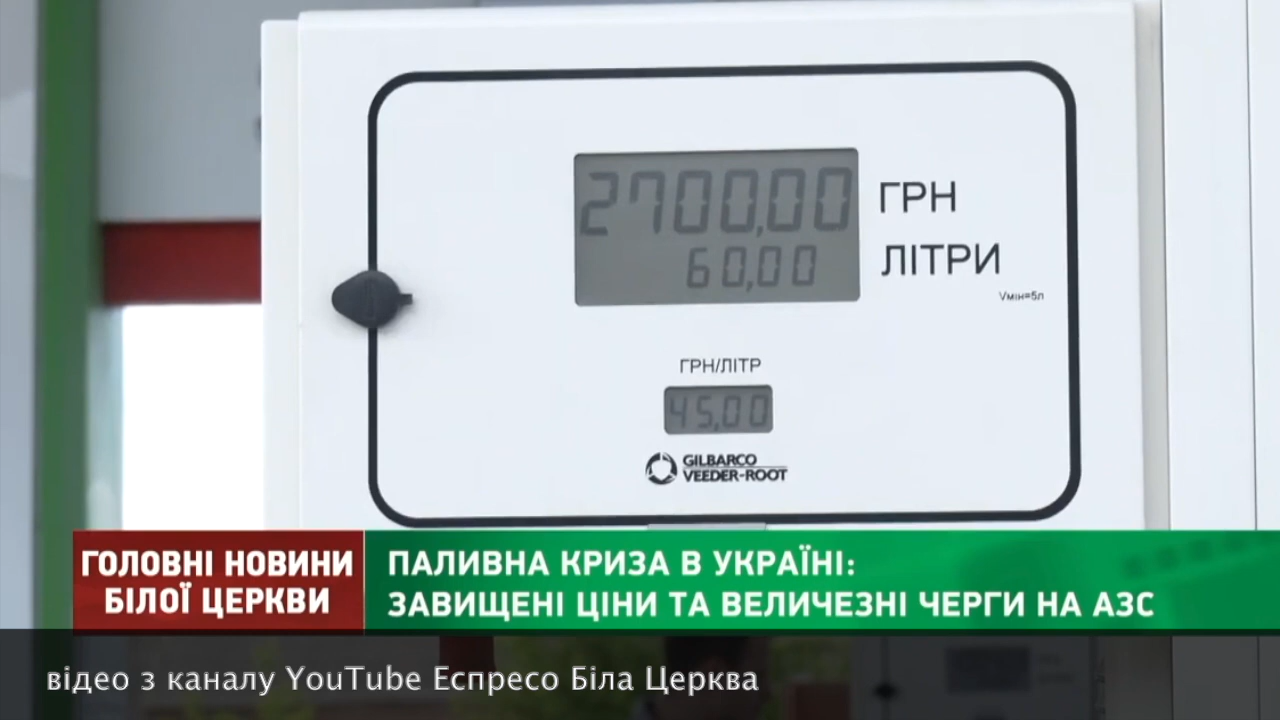 2700,00 ГРН
60,00 ЛІТРИ
Vмін=5л
ГРН/ЛІТР
45,00
GILBARCO
VEEDER-ROOT
ГОЛОВНІ НОВИНИ
БІЛОЇ ЦЕРКВИ
ПАЛИВНА КРИЗА В УКРАЇНІ:
ЗАВИЩЕНІ ЦІНИ ТА ВЕЛИЧЕЗНІ ЧЕРГИ НА АЗС
відео з каналу YouTube Еспресо Біла Церква